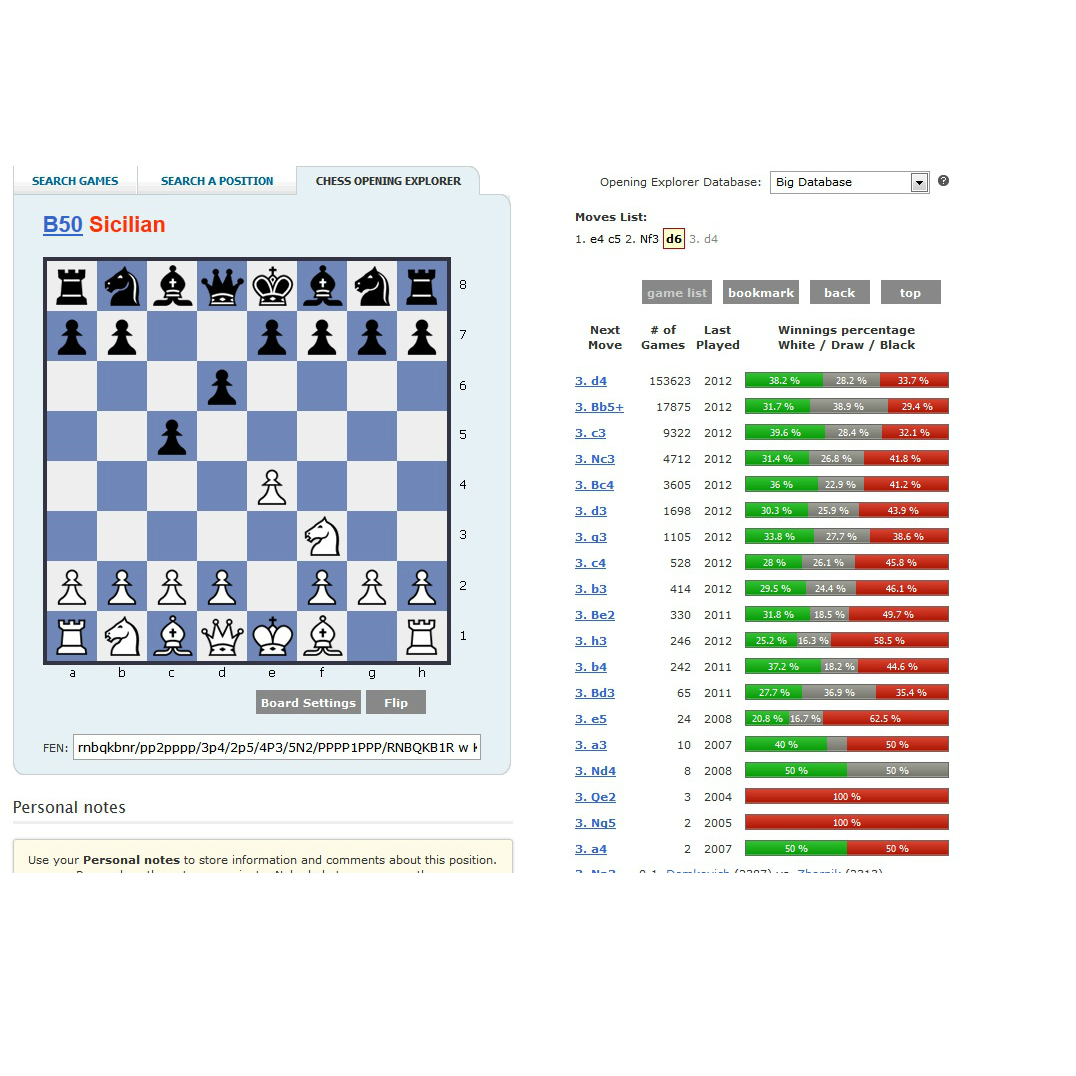 SEARCH GAMES
SEARCH A POSITION
CHESS OPENING EXPLORER
B50 Sicilian
8
7
6
5
4
3
2
1
a b c d e f g h
Board Settings
Flip
FEN: rnbqkbnr/pp2pppp/3p4/2p5/4P3/5N2/PPPP1PPP/RNBQKB1R w
Personal notes
Use your Personal notes to store information and comments about this position.
Opening Explorer Database: Big Database
Moves List:
1. e4 c5 2. Nf3 d6 3. d4
game list
bookmark
back
top
Next # of Last Winnings percentage
Move Games Played White / Draw / Black
3. d4 153623 2012 38.2 % 28.2 % 33.7 %
3. Bb5+ 17875 2012 31.7 % 38.9 % 29.4 %
3. c3 9322 2012 39.6 % 28.4 % 32.1 %
3. Nc3 4712 2012 31.4 % 26.8 % 41.8 %
3. Bc4 3605 2012 36 % 22.9 % 41.2 %
3. d3 1698 2012 30.3 % 25.9 % 43.9 %
3. g3 1105 2012 33.8 % 27.7 % 38.6 %
3. c4 528 2012 28 % 26.1 % 45.8 %
3. b3 414 2012 29.5 % 24.4 % 46.1 %
3. Be2 330 2011 31.8 % 18.5 % 49.7 %
3. h3 246 2012 25.2 % 16.3 % 58.5 %
3. b4 242 2011 37.2 % 18.2 % 44.6 %
3. Bd3 65 2011 27.7 % 36.9 % 35.4 %
3. e5 24 2008 20.8 % 16.7 % 62.5 %
3. a3 10 2007 40 % 50 %
3. Nd4 8 2008 50 % 50 %
3. Qe2 3 2004 100 %
3. Ng5 2 2005 100 %
3. a4 2 2007 50 % 50 %